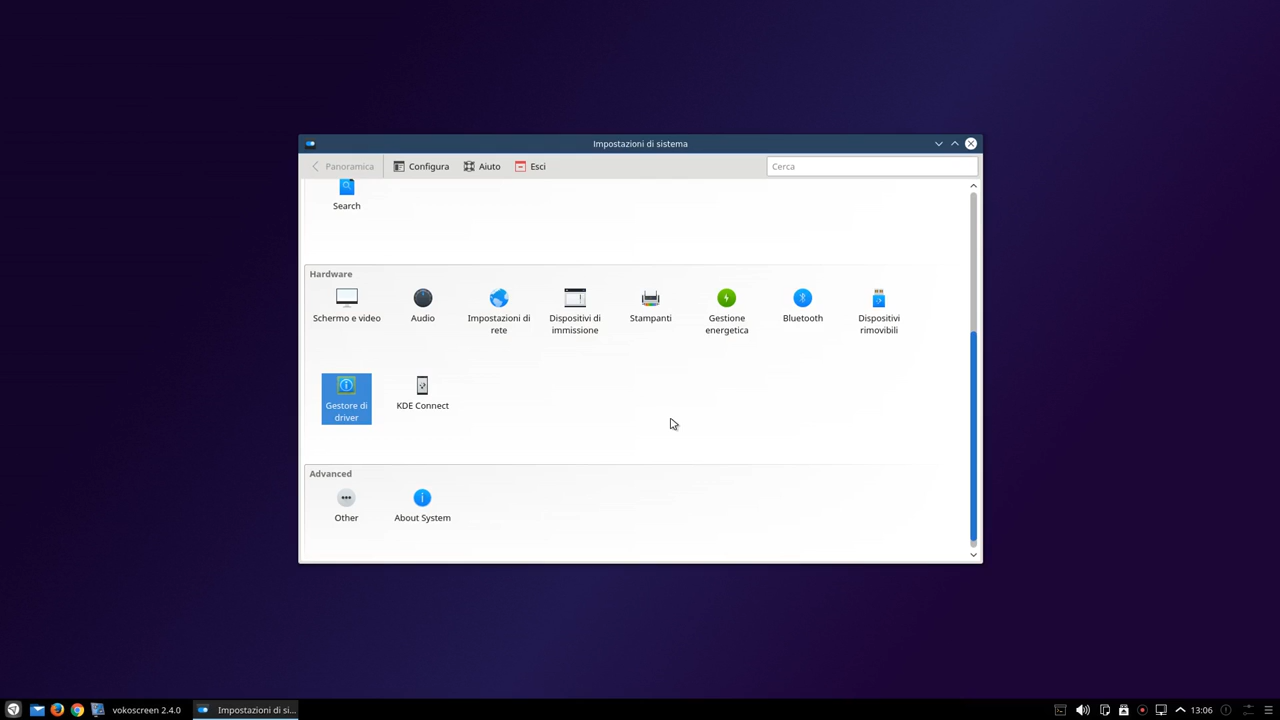 Impostazioni di sistema
Panoramica Configura Aiuto Esci Cerca
Search
Hardware
Schermo e video Audio Impostazioni di rete Dispositivi di immissione Stampanti Gestione energetica Bluetooth Dispositivi rimovibili
Gestore di driver KDE Connect
Advanced
Other About System
vokoscreen 2.4.0 Impostazioni di si... 13:06